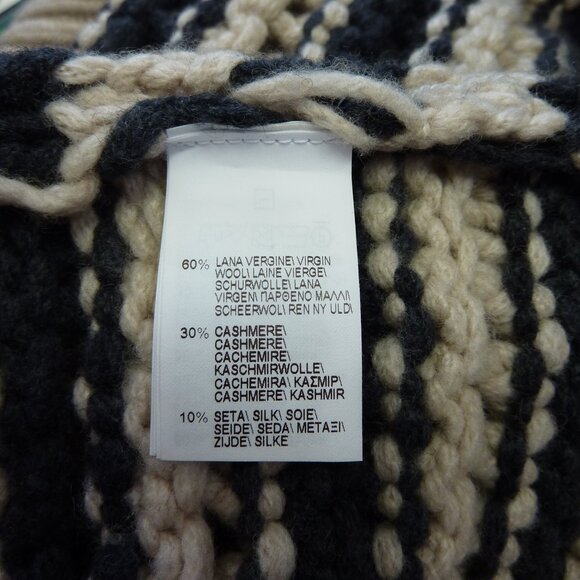 60% LANA VERGINE\ VIRGIN
WOOL\ LAINE VIERGE\
SCHURWOLLE\ LANA
VIRGEN\ ΠΑΡΘΕΝΟ ΜΑΛΛΙ\
SCHEERWOL\ REN NY ULD\
30% CASHMERE\
CASHMERE\
CACHEMIRE\
KASCHMIRWOLLE\
CACHEMIRA\ ΚΑΣΜΙΡ\
CASHMERE\ KASHMIR
10% SETA\ SILK\ SOIE\
SEIDE\ SEDA\ ΜΕΤΑΞΙ\
ZIJDE\ SILKE